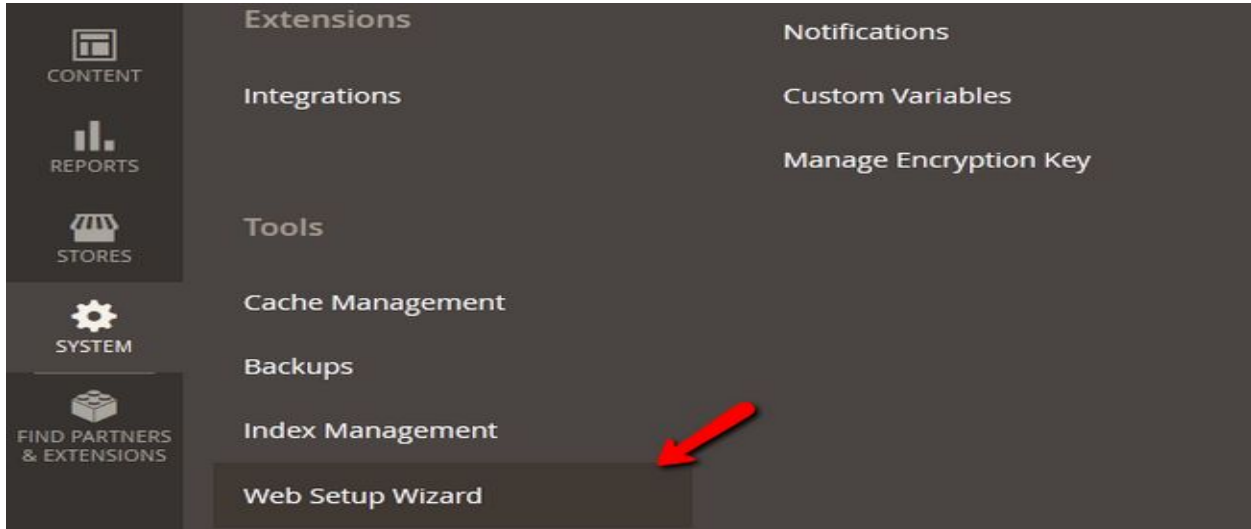 CONTENT
REPORTS
STORES
SYSTEM
FIND PARTNERS
& EXTENSIONS
Extensions
Integrations
Tools
Cache Management
Backups
Index Management
Web Setup Wizard
Notifications
Custom Variables
Manage Encryption Key